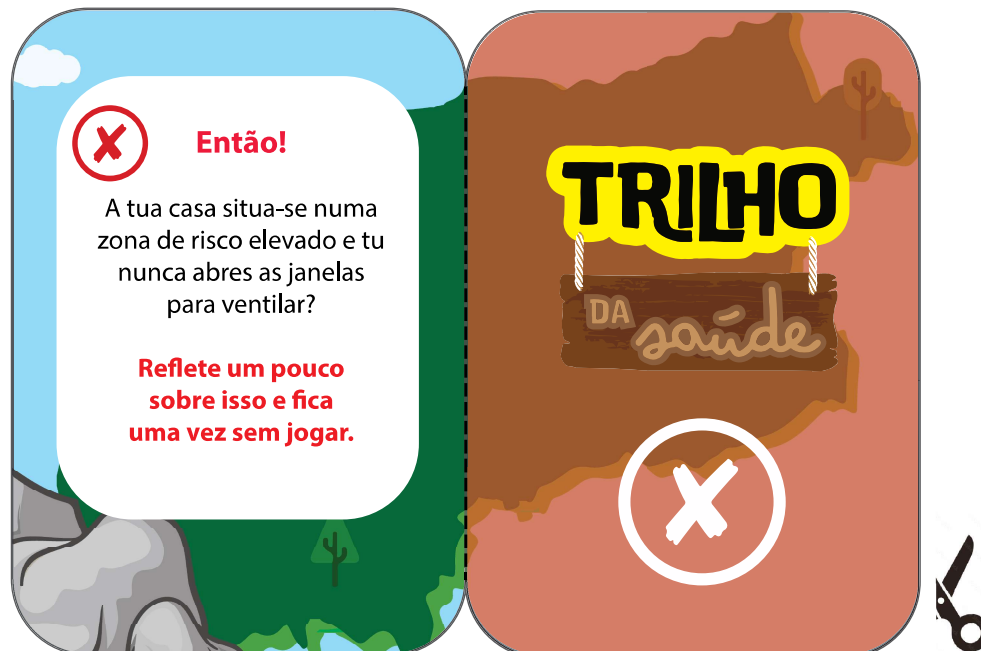 Então!
A tua casa situa-se numa
zona de risco elevado e tu
nunca abres as janelas
para ventilar?
Reflete um pouco
sobre isso e fica
uma vez sem jogar.
TRILHO
DA saúde